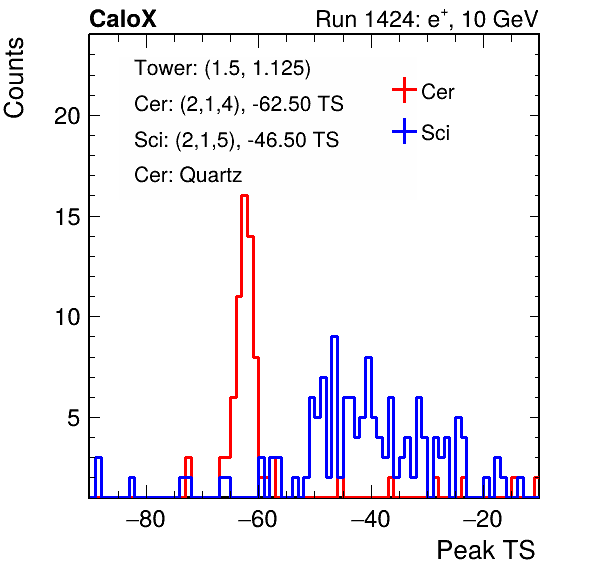 CaloX Run 1424: e⁺, 10 GeV
Counts
Tower: (1.5, 1.125)
Cer: (2,1,4), -62.50 TS
Sci: (2,1,5), -46.50 TS
Cer: Quartz
Cer
Sci
20
15
10
5
−80 −60 −40 −20
Peak TS